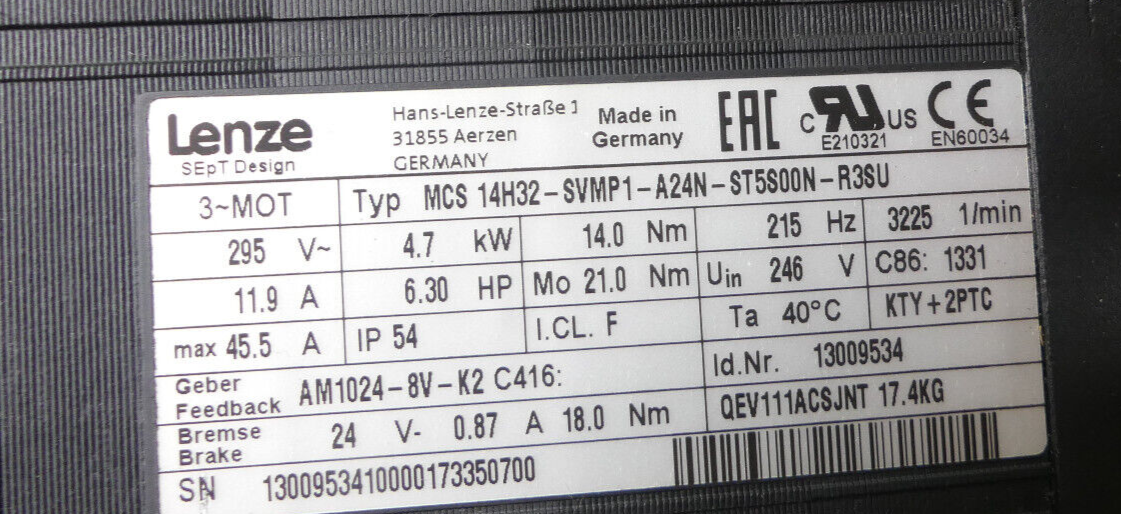 Lenze
SEpT Design
Hans-Lenze-Straße 1
31855 Aerzen
GERMANY
Made in
Germany
EAC
c RU US
E210321
CE
EN60034
3~MOT Typ MCS 14H32-SVMP1-A24N-ST5S00N-R3SU
295 V~ 4.7 kW 14.0 Nm 215 Hz 3225 1/min
11.9 A 6.30 HP Mo 21.0 Nm Uin 246 V C86: 1331
max 45.5 A IP 54 I.CL. F Ta 40°C KTY+2PTC
Geber
Feedback AM1024-8V-K2 C416: Id.Nr. 13009534
Bremse
Brake 24 V- 0.87 A 18.0 Nm QEV111ACSJNT 17.4KG
SN 1300953410000173350700